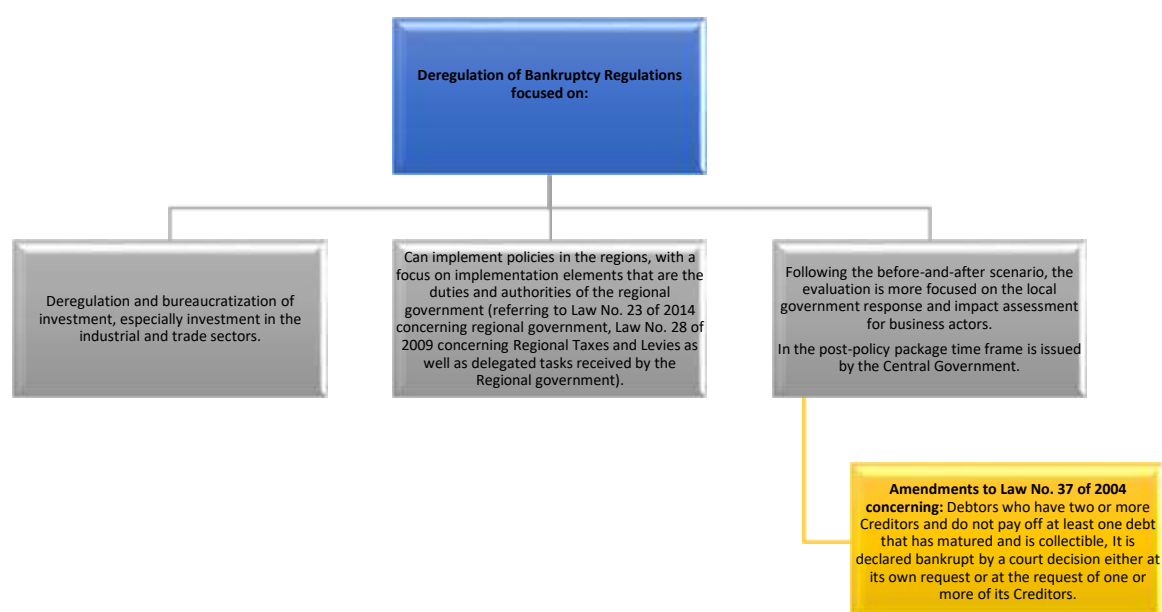 Deregulation of Bankruptcy Regulations
focused on:
Deregulation and bureaucratization of
investment, especially investment in the
industrial and trade sectors.
Can implement policies in the regions, with a
focus on implementation elements that are the
duties and authorities of the regional
government (referring to Law No. 23 of 2014
concerning regional government, Law No. 28 of
2009 concerning Regional Taxes and Levies as
well as delegated tasks received by the
Regional government).
Following the before-and-after scenario, the
evaluation is more focused on the local
government response and impact assessment
for business actors.
In the post-policy package time frame is issued
by the Central Government.
Amendments to Law No. 37 of 2004
concerning: Debtors who have two or more
Creditors and do not pay off at least one debt
that has matured and is collectible, It is
declared bankrupt by a court decision either at
its own request or at the request of one or
more of its Creditors.